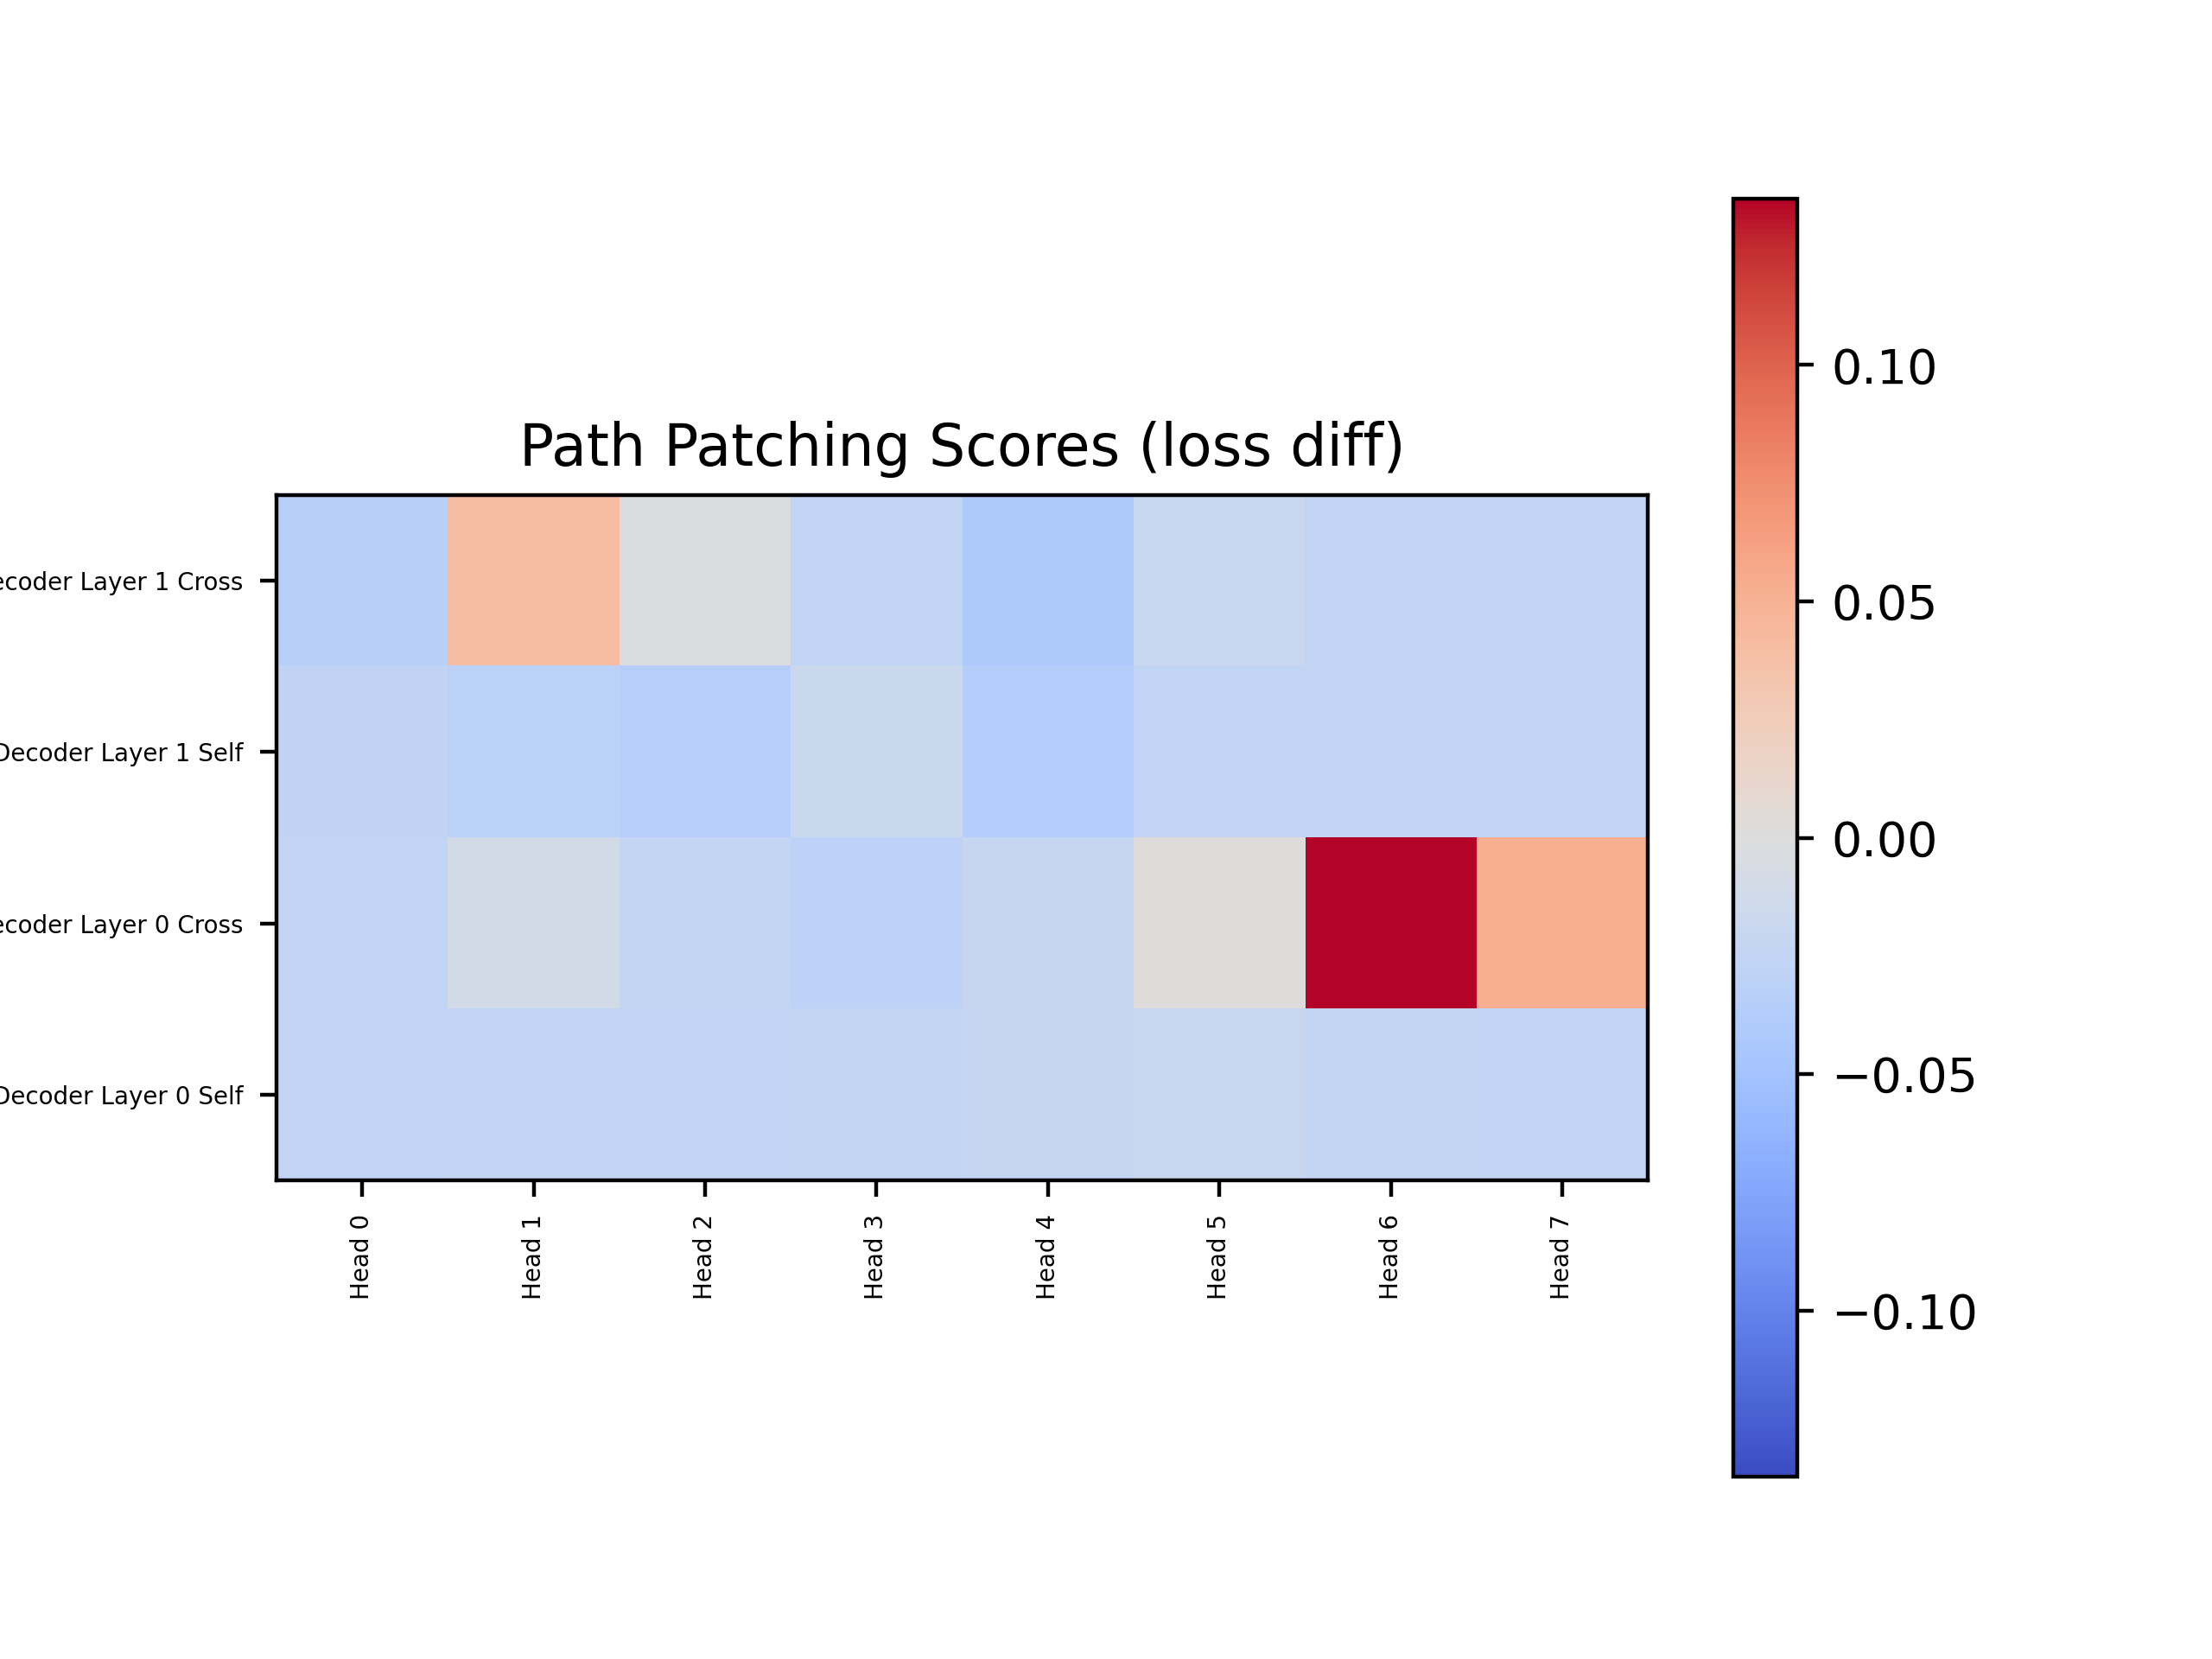 Path Patching Scores (loss diff)
ecoder Layer 1 Cross
Decoder Layer 1 Self
ecoder Layer 0 Cross
Decoder Layer 0 Self
Head 0
Head 1
Head 2
Head 3
Head 4
Head 5
Head 6
Head 7
0.10
0.05
0.00
−0.05
−0.10